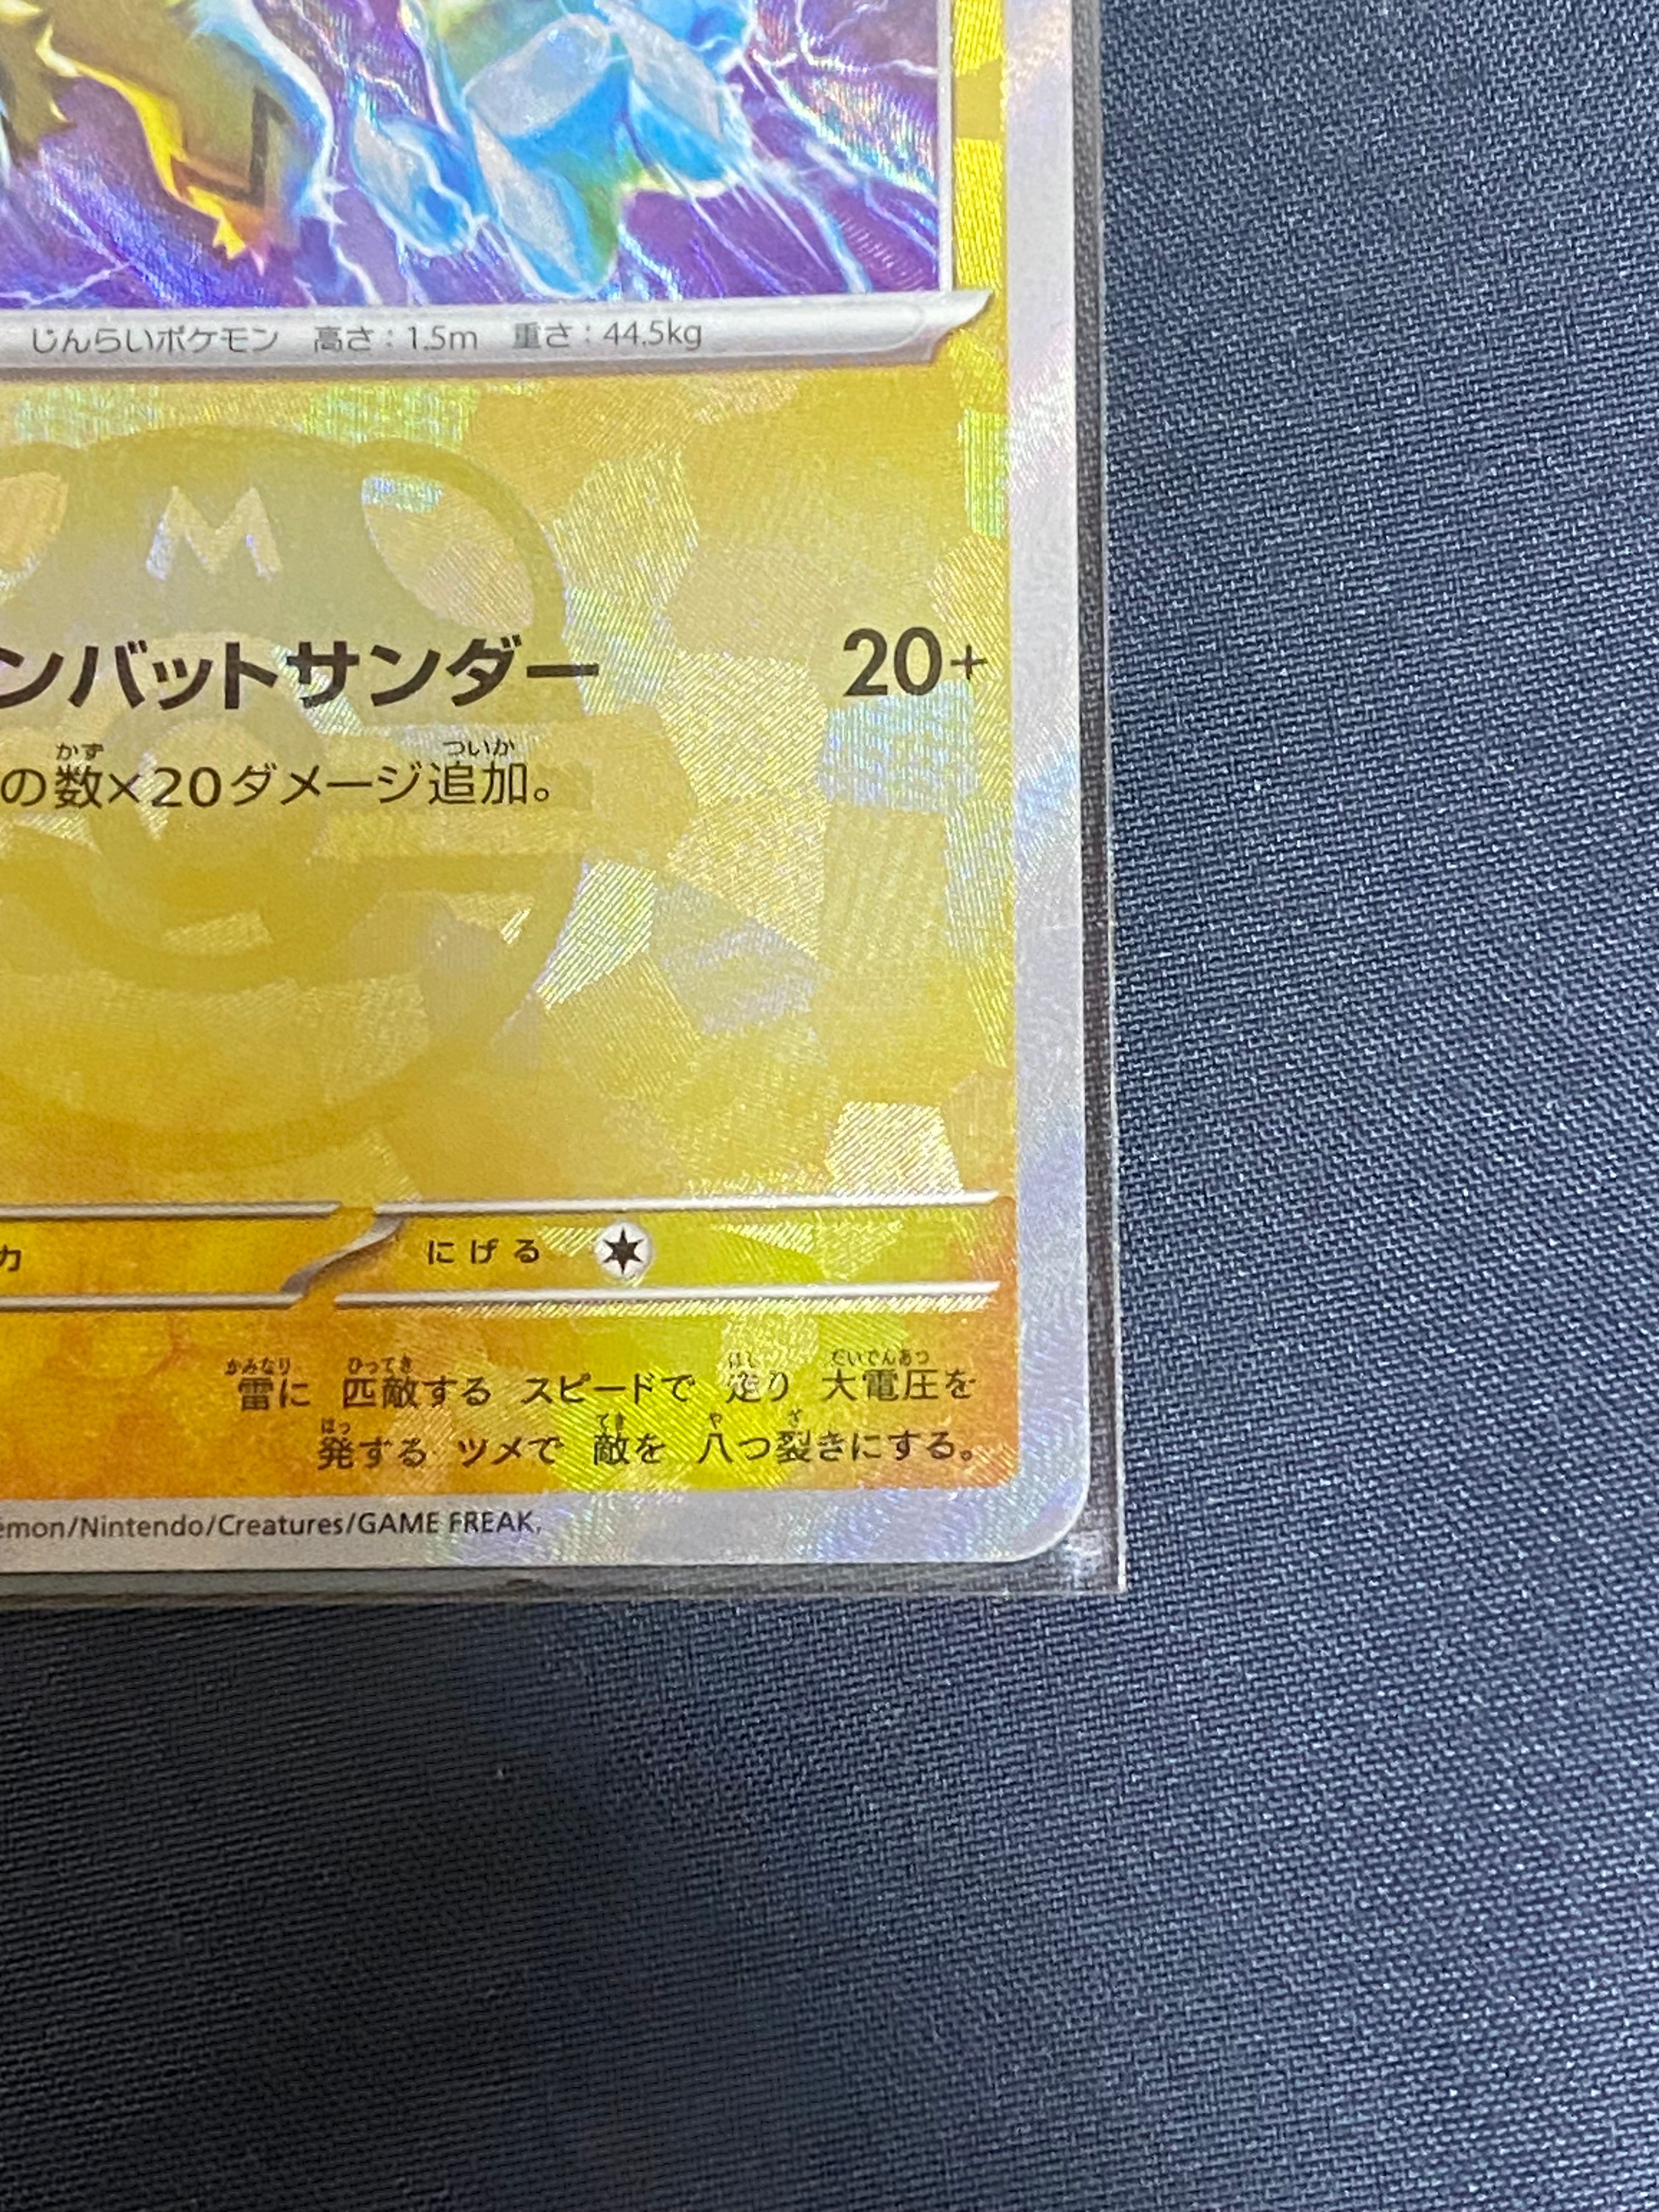 じんらいポケモン 高さ：1.5m 重さ：44.5kg
M
ンバットサンダー 20+
かず ついか
の数×20ダメージ追加。
カ にげる
かみなり ひってき はし だいでんあつ
雷に 匹敵する スピードで 走り 大電圧を
はっ てき や ざ
発する ツメで 敵を 八つ裂きにする。
émon/Nintendo/Creatures/GAME FREAK.